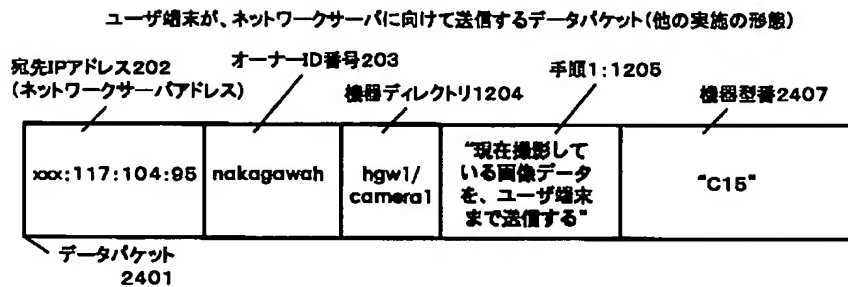 ユーザ端末が、ネットワークサーバに向けて送信するデータパケット(他の実施の形態)
宛先IPアドレス202
(ネットワークサーバアドレス)
オーナーID番号203
機器ディレクトリ1204
手順1:1205
機器型番2407
xxx:117:104:95
nakagawah
hgw1/
camera1
“現在撮影して
いる画像データ
を、ユーザ端末
まで送信する”
“C15”
データパケット
2401